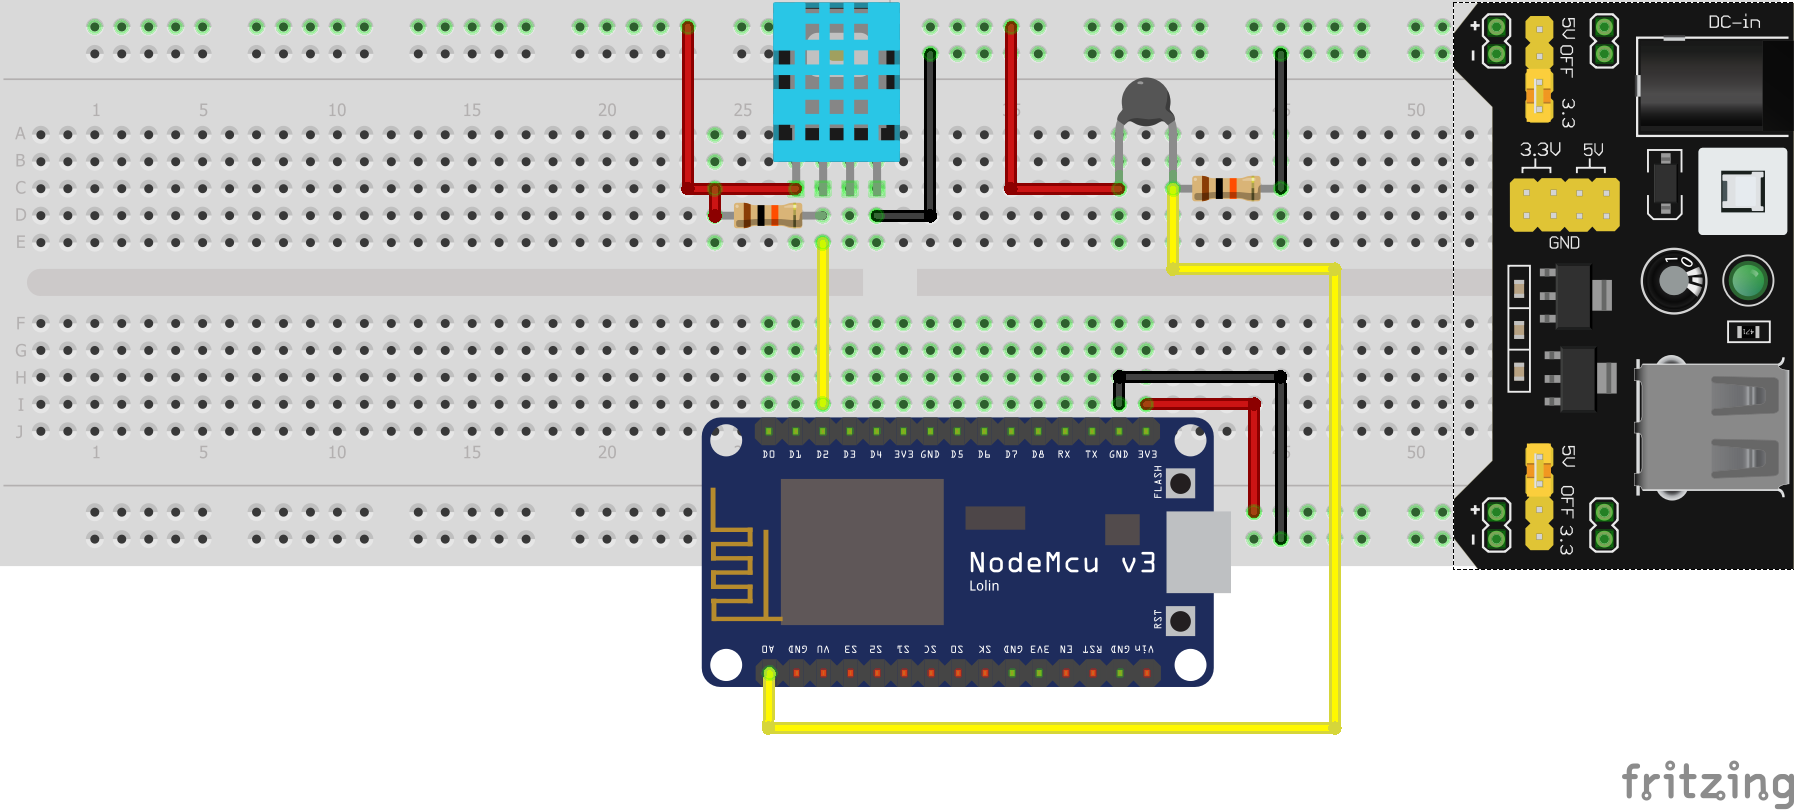 DC-in
+ 5V
- OFF
3.3
1 5 10 15 20 25 50
A
B
C
D
E
3.3V 5V
GND
10
F
G
H
I
J
471
1 5 10 15 20 50
D0 D1 D2 D3 D4 3V3 GND D5 D6 D7 D8 RX TX GND 3V3
FLASH
5V
+ OFF
- 3.3
NodeMcu v3
Lolin
RST
A0 GND VU S3 S2 S1 SC SO SK GND 3V3 EN RST GND Vin
fritzing